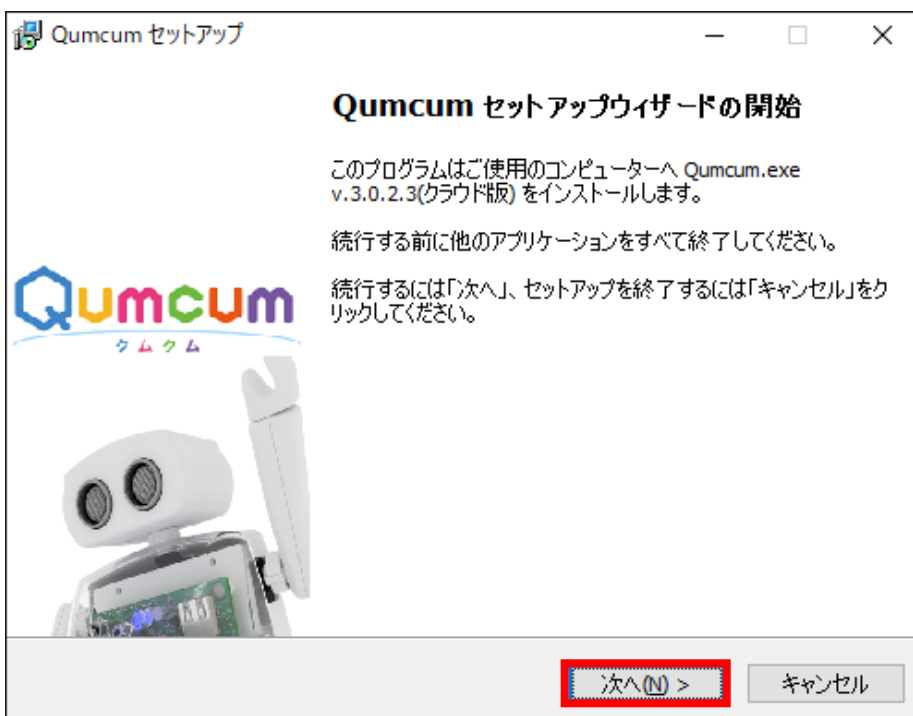 Qumcum セットアップ
Qumcum セットアップウィザードの開始
このプログラムはご使用のコンピューターへ Qumcum.exe
v.3.0.2.3(クラウド版) をインストールします。
続行する前に他のアプリケーションをすべて終了してください。
続行するには「次へ」、セットアップを終了するには「キャンセル」をク
リックしてください。
Qumcum
クムクム
次へ(N) >
キャンセル